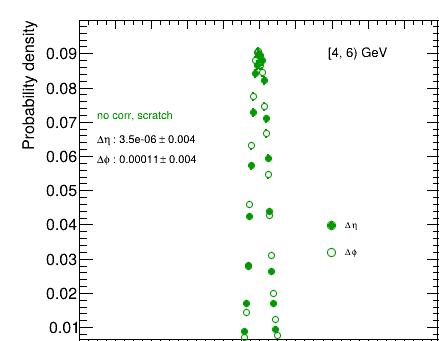 Probability density
0.09
0.08
0.07
0.06
0.05
0.04
0.03
0.02
0.01
[4, 6) GeV
no corr, scratch
Δη : 3.5e-06 ± 0.004
Δϕ : 0.00011 ± 0.004
Δη
Δϕ